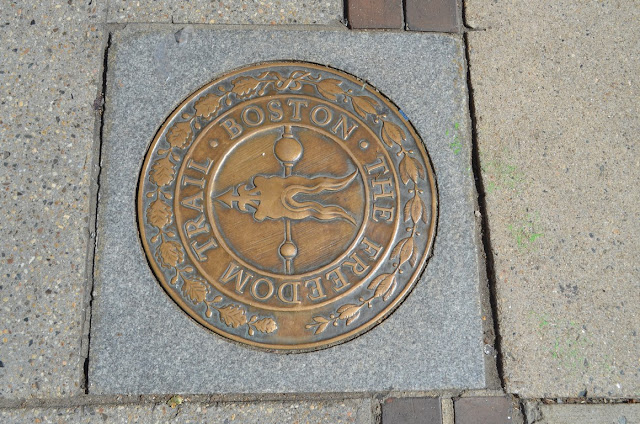 BOSTON · THE FREEDOM TRAIL ·